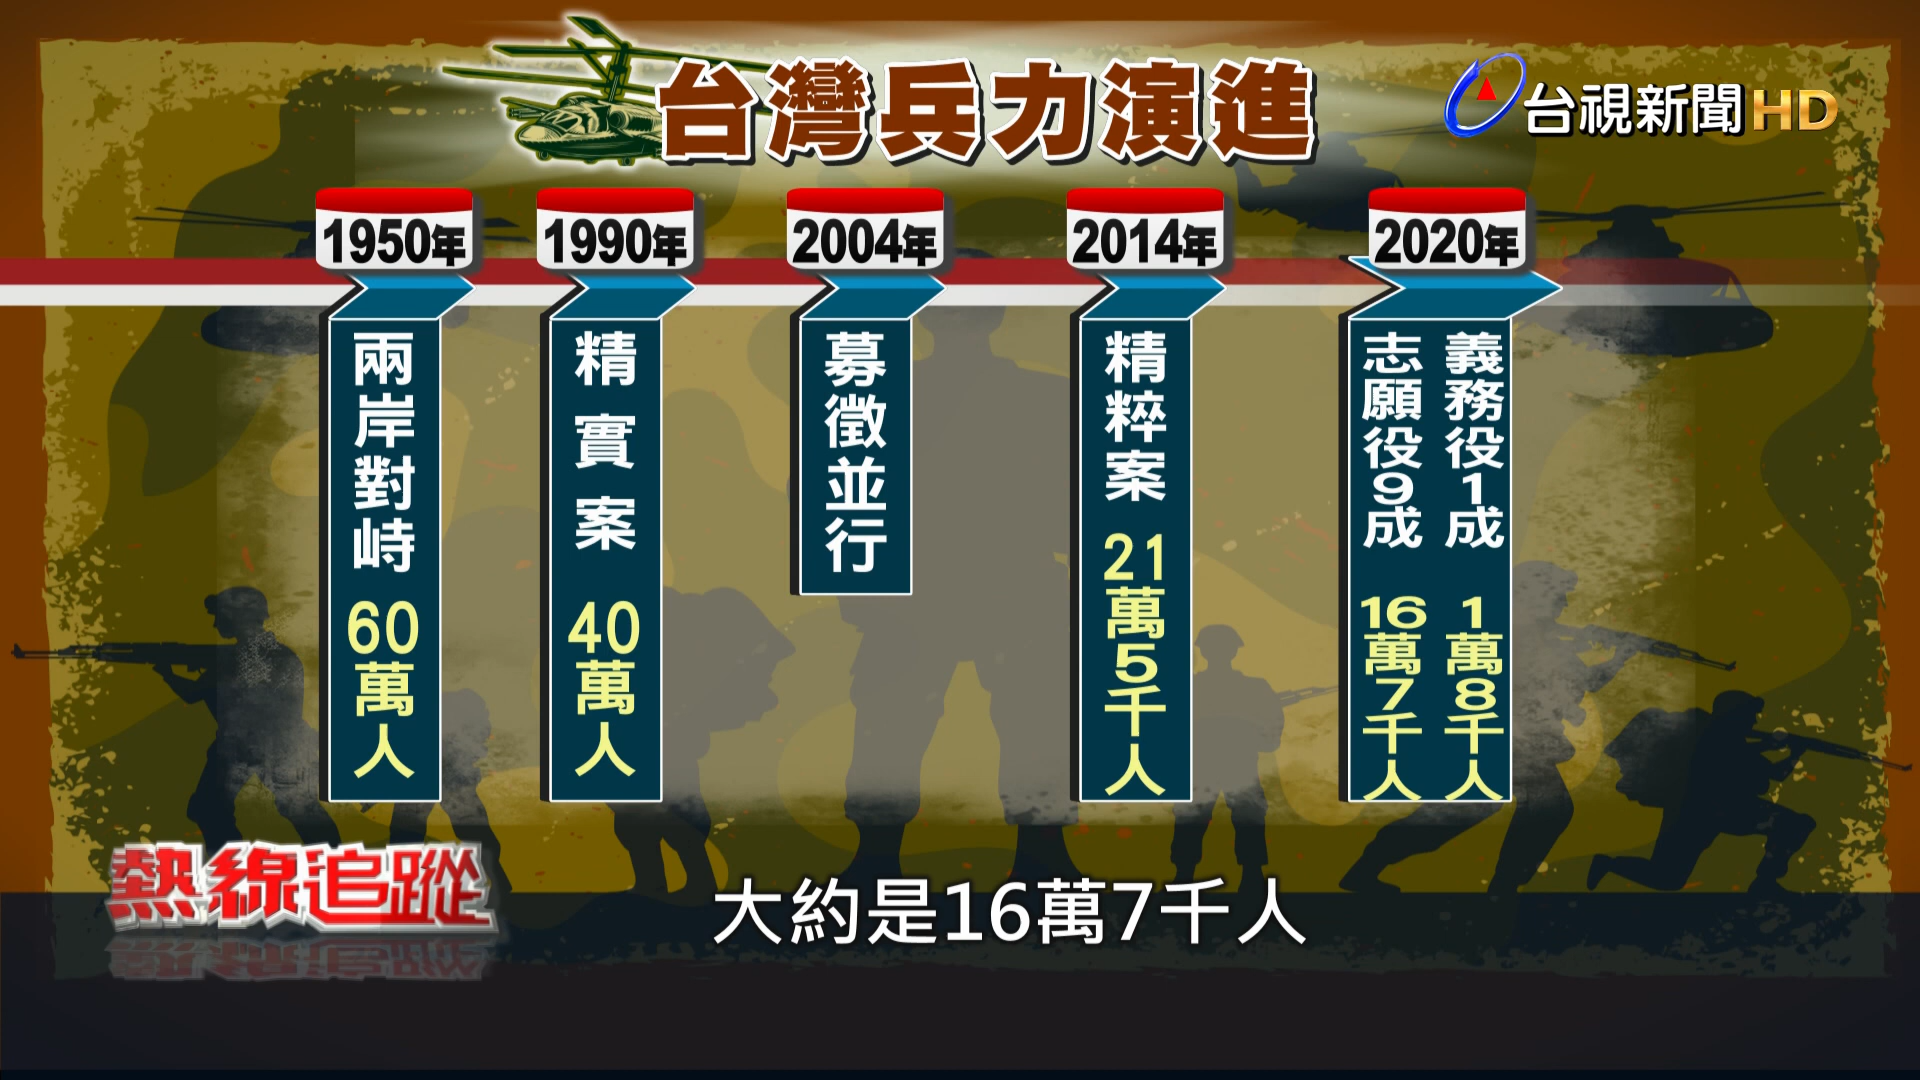 台灣兵力演進
台視新聞HD
1950年
兩岸對峙 60萬人
1990年
精實案 40萬人
2004年
募徵並行
2014年
精粹案 21萬5千人
2020年
義務役1成 1萬8千人
志願役9成 16萬7千人
熱線追蹤
大約是16萬7千人